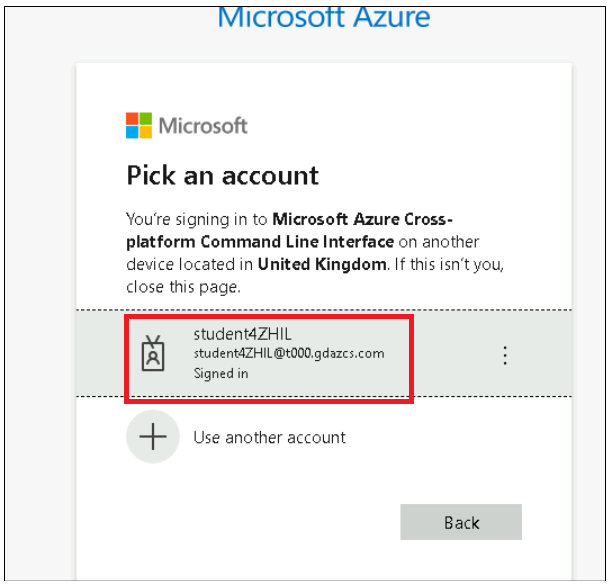 Microsoft Azure
Microsoft
Pick an account
You're signing in to Microsoft Azure Cross-
platform Command Line Interface on another
device located in United Kingdom. If this isn't you,
close this page.
student4ZHIL
student4ZHIL@t000.gdazcs.com
Signed in
Use another account
Back